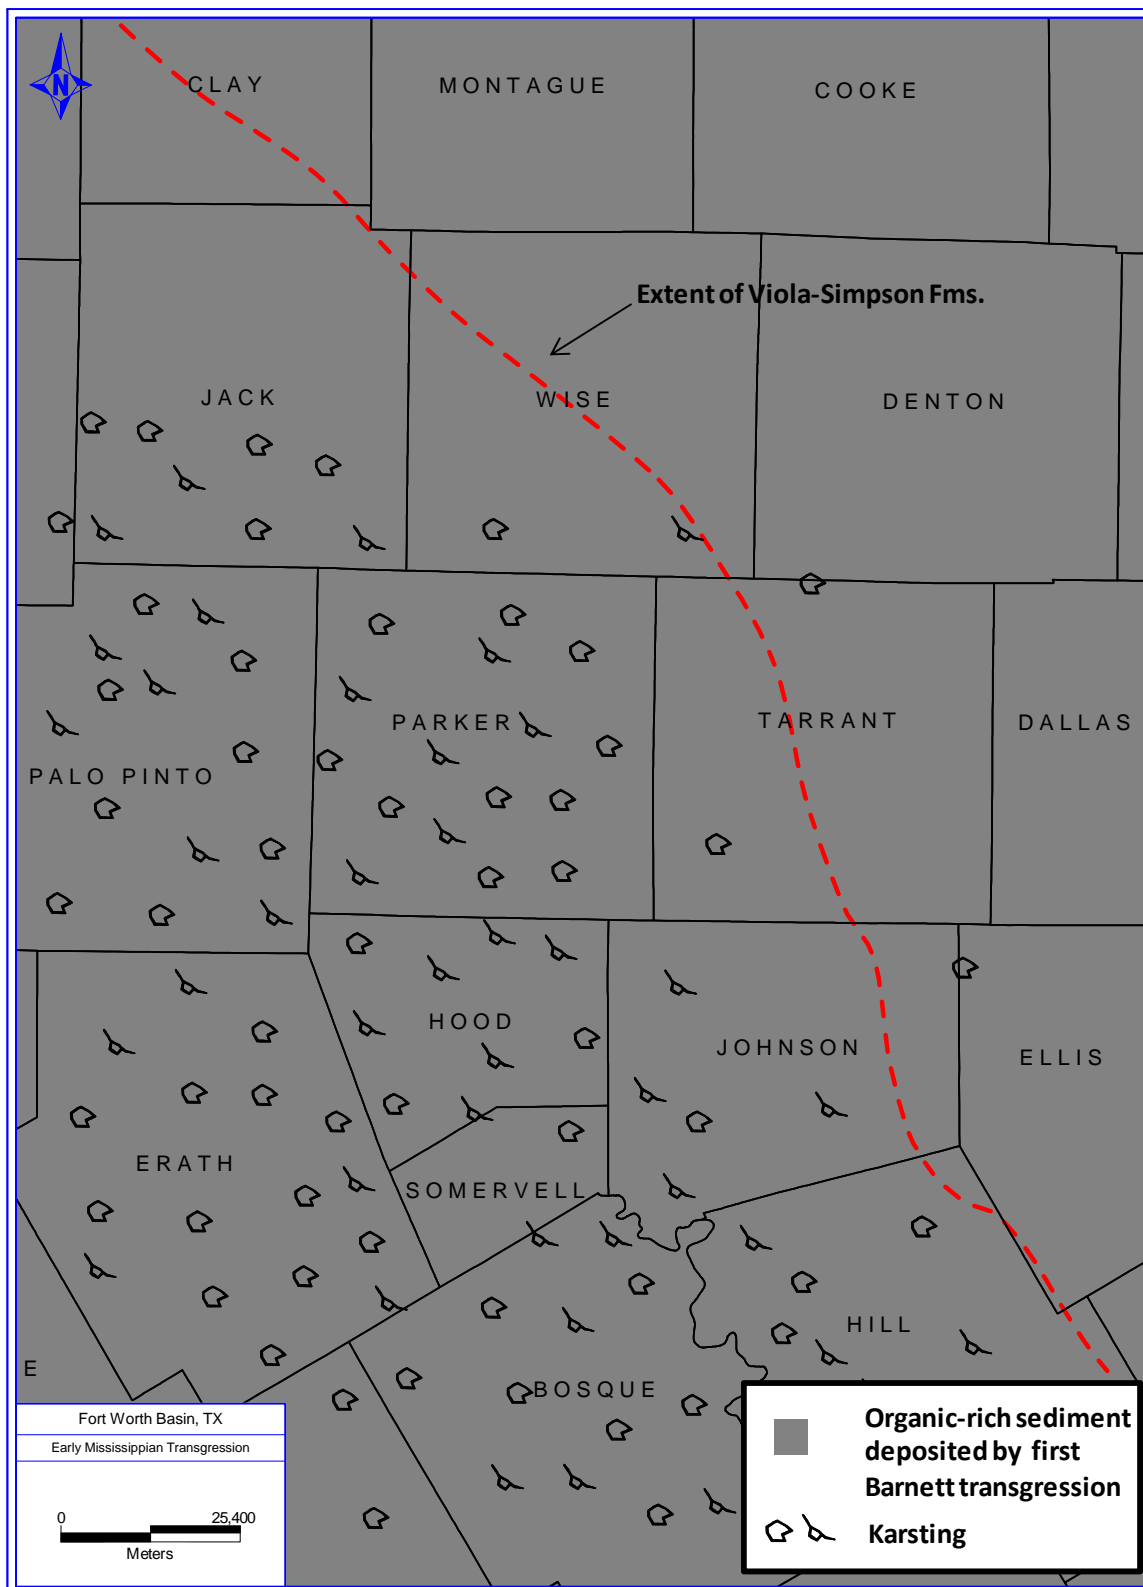 N
CLAY
MONTAGUE
COOKE
Extent of Viola-Simpson Fms.
JACK
WISE
DENTON
PARKER
TARRANT
DALLAS
PALO PINTO
HOOD
JOHNSON
ELLIS
ERATH
SOMERVELL
HILL
E
BOSQUE
Fort Worth Basin, TX
Early Mississippian Transgression
0 25,400
Meters
Organic-rich sediment
deposited by first
Barnett transgression
Karsting